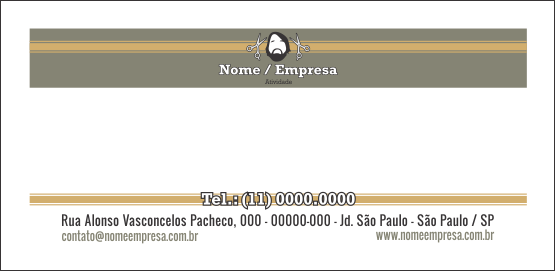 Nome / Empresa
Atividade
Tel.: (11) 0000.0000
Rua Alonso Vasconcelos Pacheco, 000 - 00000-000 - Jd. São Paulo - São Paulo / SP
contato@nomeempresa.com.br
www.nomeempresa.com.br